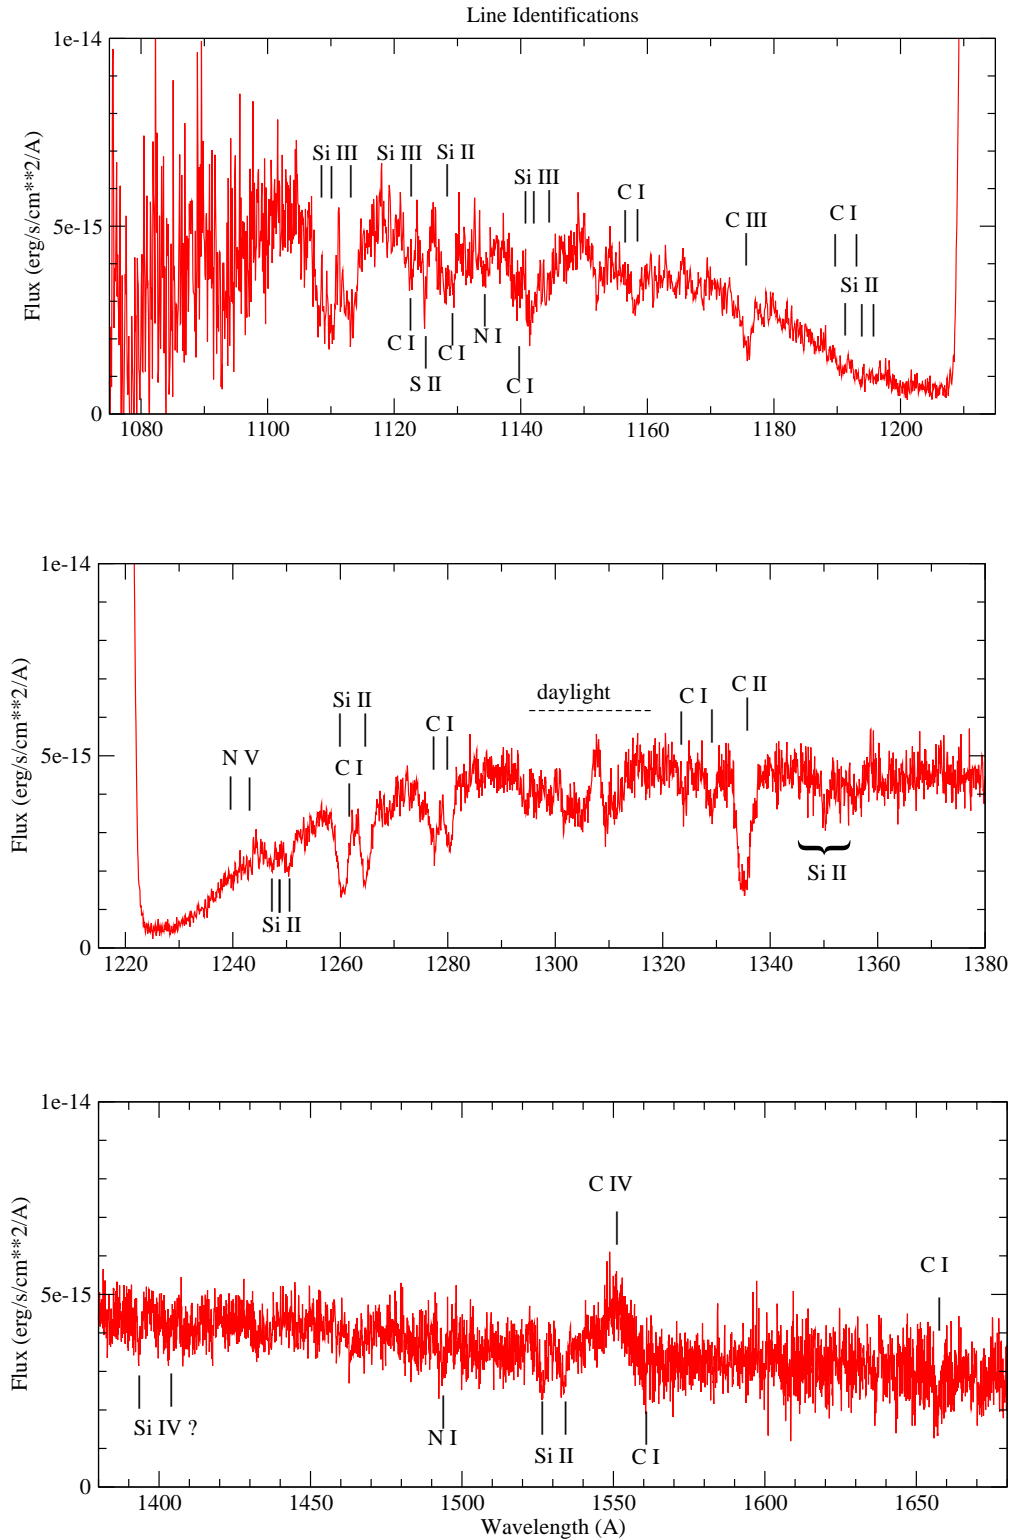 Line Identifications
1e-14
5e-15
0
Flux (erg/s/cm**2/A)
Si III
Si III
Si II
Si III
C I
C III
C I
Si II
C I
S II
C I
N I
C I
1080 1100 1120 1140 1160 1180 1200
1e-14
5e-15
0
Flux (erg/s/cm**2/A)
N V
Si II
C I
Si II
C I
daylight
C I
C II
Si II
1220 1240 1260 1280 1300 1320 1340 1360 1380
1e-14
5e-15
0
Flux (erg/s/cm**2/A)
C IV
C I
Si IV ?
N I
Si II
C I
1400 1450 1500 1550 1600 1650
Wavelength (A)